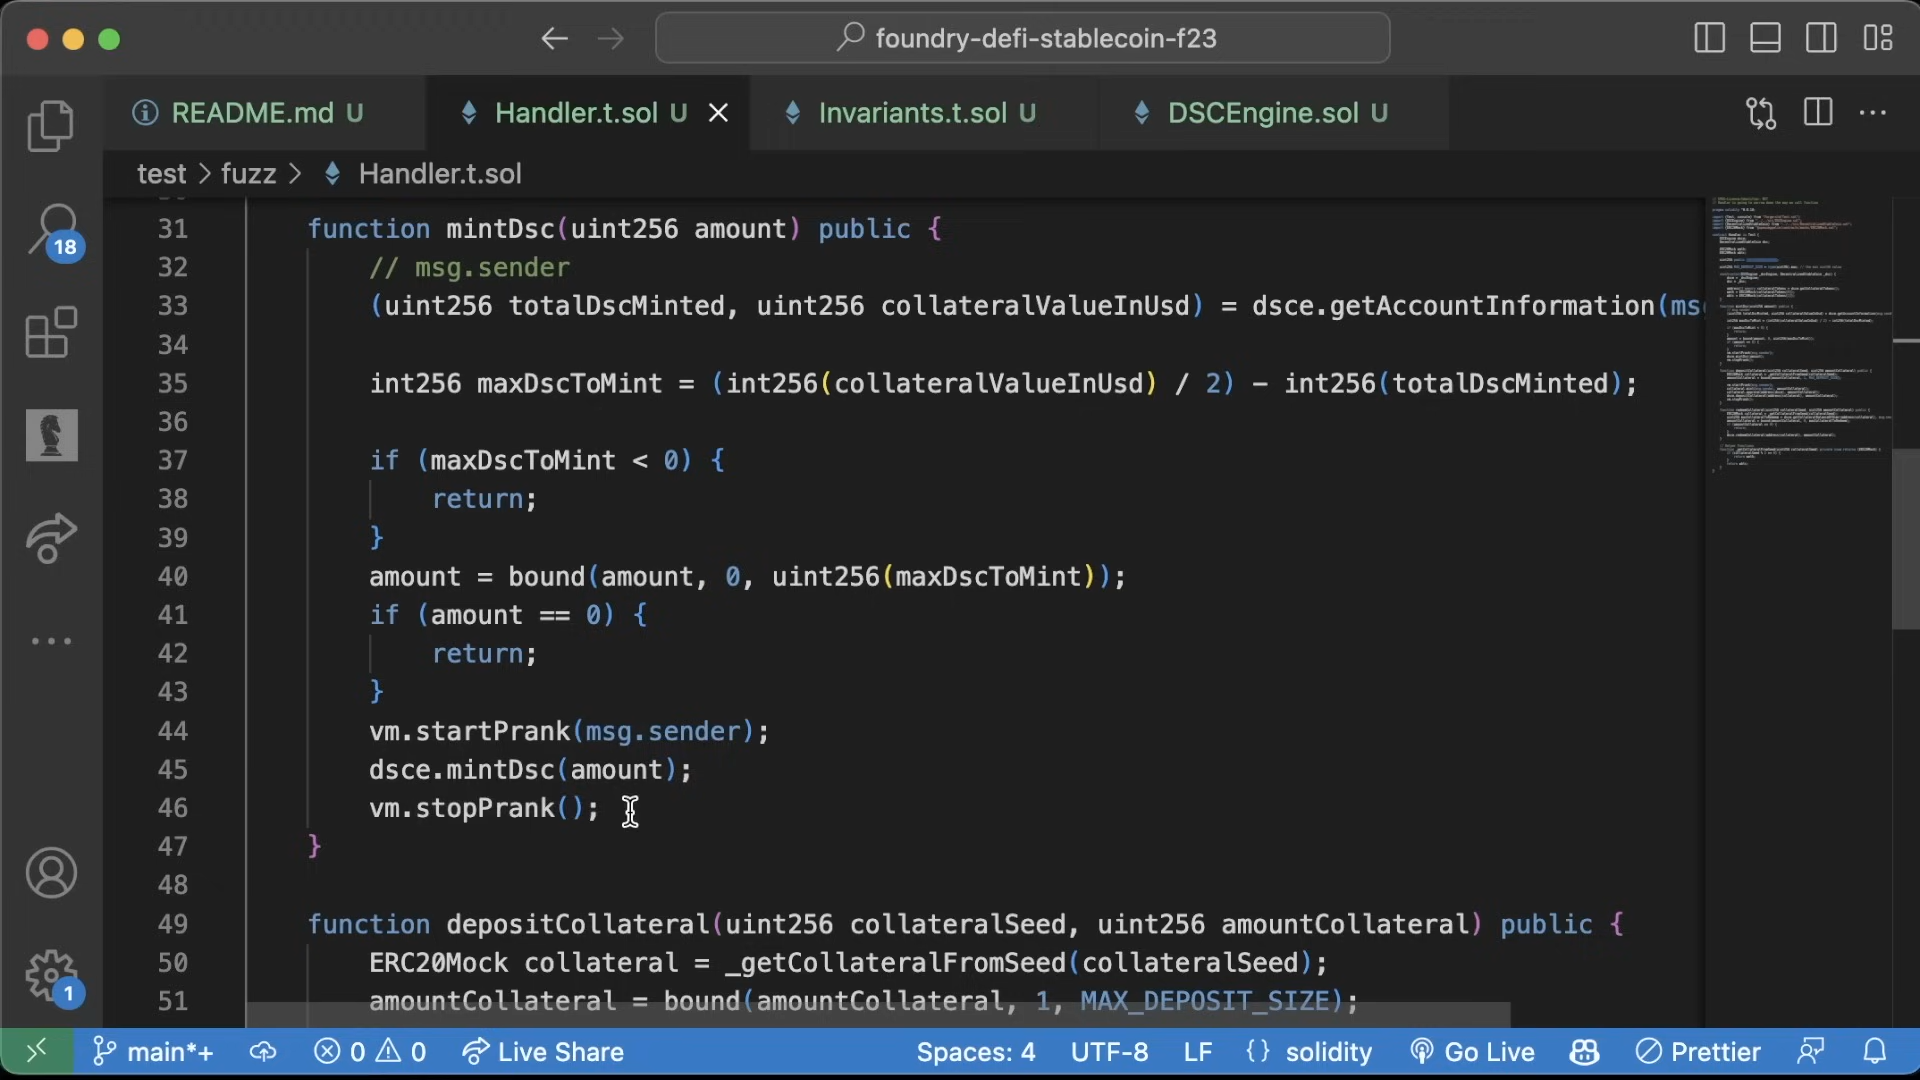 foundry-defi-stablecoin-f23
README.md U
Handler.t.sol U
Invariants.t.sol U
DSCEngine.sol U
test > fuzz > Handler.t.sol
18
31 function mintDsc(uint256 amount) public {
32 // msg.sender
33 (uint256 totalDscMinted, uint256 collateralValueInUsd) = dsce.getAccountInformation(ms
34
35 int256 maxDscToMint = (int256(collateralValueInUsd) / 2) - int256(totalDscMinted);
36
37 if (maxDscToMint < 0) {
38 return;
39 }
40 amount = bound(amount, 0, uint256(maxDscToMint));
41 if (amount == 0) {
42 return;
43 }
44 vm.startPrank(msg.sender);
45 dsce.mintDsc(amount);
46 vm.stopPrank();
47 }
48
49 function depositCollateral(uint256 collateralSeed, uint256 amountCollateral) public {
50 ERC20Mock collateral = _getCollateralFromSeed(collateralSeed);
51 amountCollateral = bound(amountCollateral, 1, MAX_DEPOSIT_SIZE);
1
main*+ 0 0 Live Share Spaces: 4 UTF-8 LF {} solidity Go Live Prettier